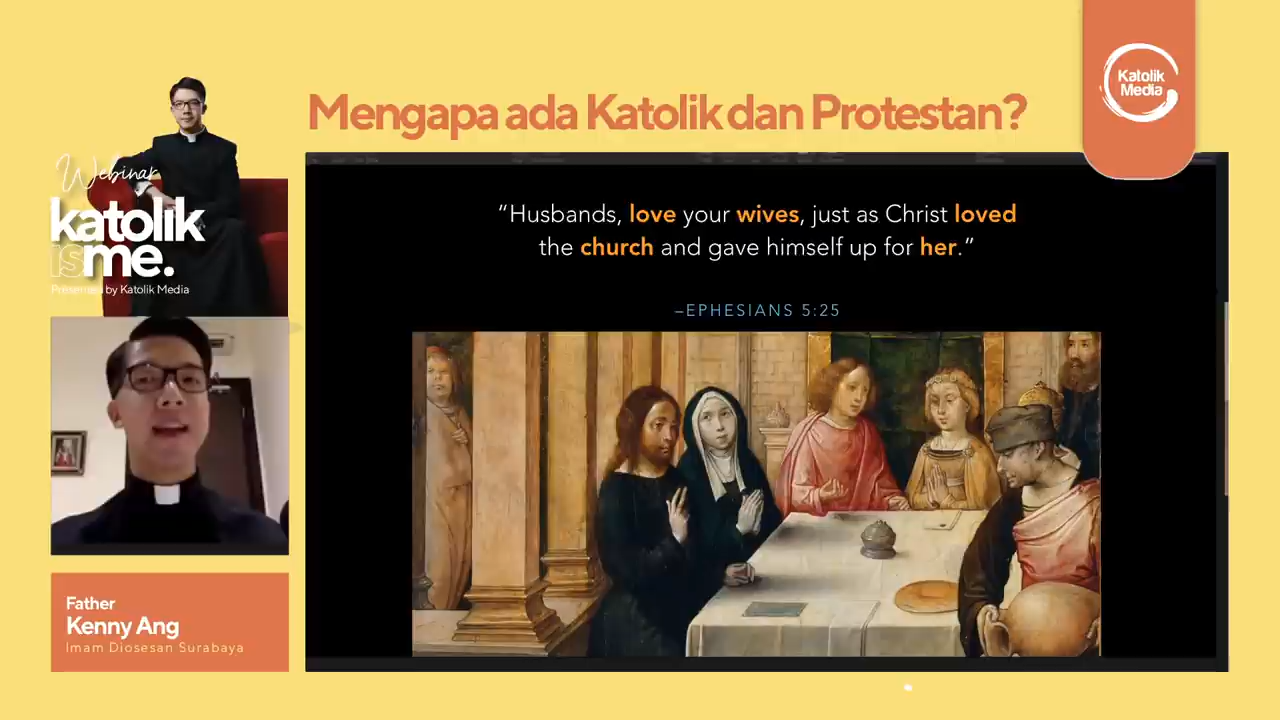 Mengapa ada Katolik dan Protestan?
Katolik
Media
Webinar
katolik
isme.
Presented by Katolik Media
“Husbands, love your wives, just as Christ loved
the church and gave himself up for her.”
–EPHESIANS 5:25
Father
Kenny Ang
Imam Diosesan Surabaya